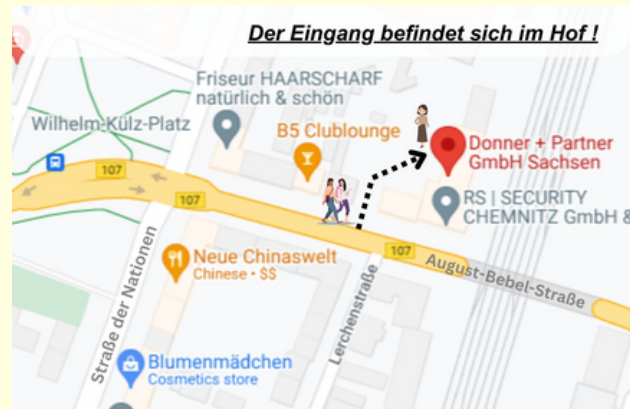 Der Eingang befindet sich im Hof !
Friseur HAARSCHARF
natürlich & schön
Wilhelm-Külz-Platz
B5 Clublounge
Donner + Partner
GmbH Sachsen
107
107
RS | SECURITY
CHEMNITZ GmbH &
107
August-Bebel-Straße
Neue Chinaswelt
Chinese • $$
Straße der Nationen
Lerchenstraße
Blumenmädchen
Cosmetics store